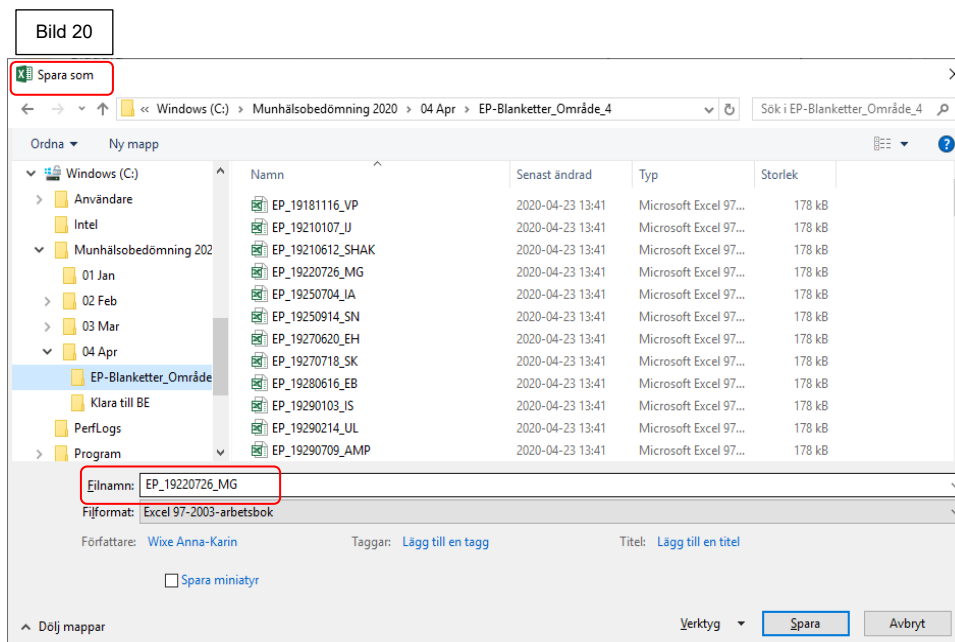 Bild 20
Spara som
« Windows (C:) > Munhälsobedömning 2020 > 04 Apr > EP-Blanketter_Område_4
Sök i EP-Blanketter_Område_4
Ordna
Ny mapp
Windows (C:)
Användare
Intel
Munhälsobedömning 202
01 Jan
02 Feb
03 Mar
04 Apr
EP-Blanketter_Område
Klara till BE
PerfLogs
Program
Namn Senast ändrad Typ Storlek
EP_19181116_VP 2020-04-23 13:41 Microsoft Excel 97... 178 kB
EP_19210107_IJ 2020-04-23 13:41 Microsoft Excel 97... 178 kB
EP_19210612_SHAK 2020-04-23 13:41 Microsoft Excel 97... 178 kB
EP_19220726_MG 2020-04-23 13:41 Microsoft Excel 97... 178 kB
EP_19250704_IA 2020-04-23 13:41 Microsoft Excel 97... 178 kB
EP_19250914_SN 2020-04-23 13:41 Microsoft Excel 97... 178 kB
EP_19270620_EH 2020-04-23 13:41 Microsoft Excel 97... 178 kB
EP_19270718_SK 2020-04-23 13:41 Microsoft Excel 97... 178 kB
EP_19280616_EB 2020-04-23 13:41 Microsoft Excel 97... 178 kB
EP_19290103_IS 2020-04-23 13:41 Microsoft Excel 97... 178 kB
EP_19290214_UL 2020-04-23 13:41 Microsoft Excel 97... 178 kB
EP_19290709_AMP 2020-04-23 13:41 Microsoft Excel 97... 178 kB
Filnamn: EP_19220726_MG
Filformat: Excel 97-2003-arbetsbok
Författare: Wixe Anna-Karin Taggar: Lägg till en tagg Titel: Lägg till en titel
Spara miniatyr
Dölj mappar
Verktyg
Spara
Avbryt